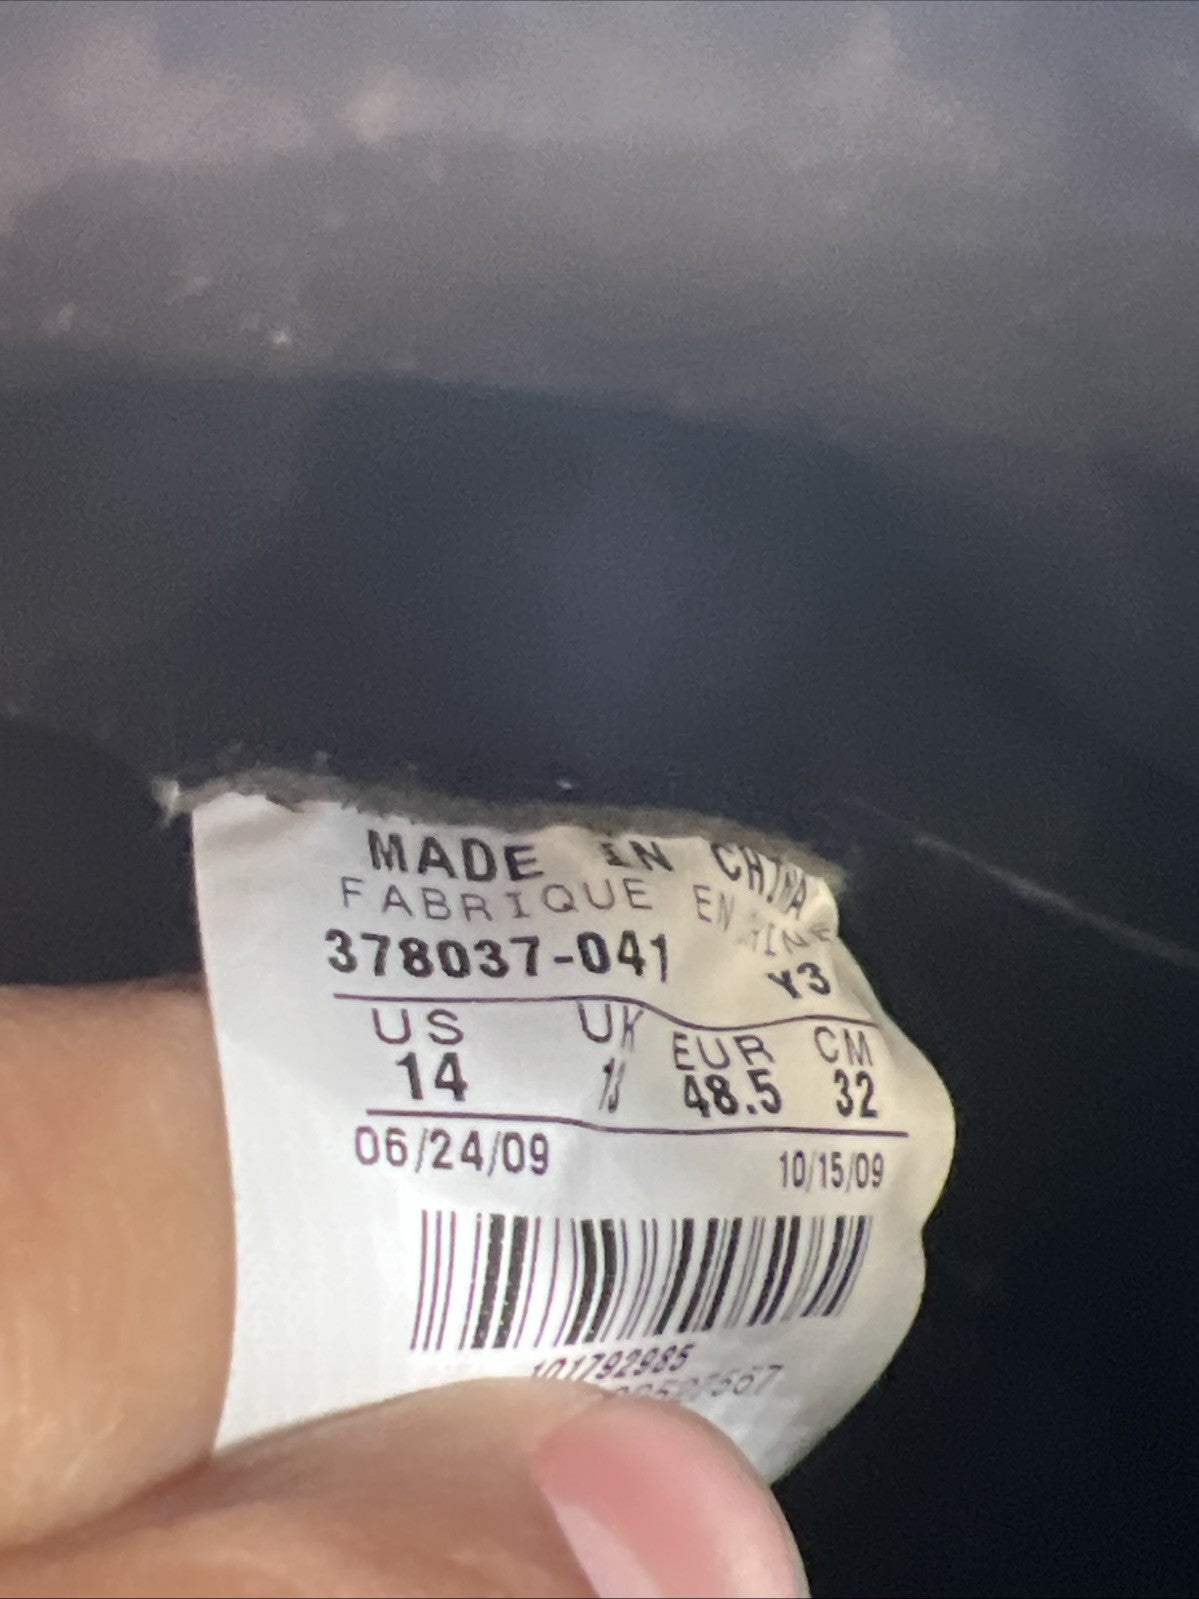 MADE IN CHINA
FABRIQUE EN CHINE
378037-041 Y3
US UK EUR CM
14 13 48.5 32
06/24/09 10/15/09
101792985